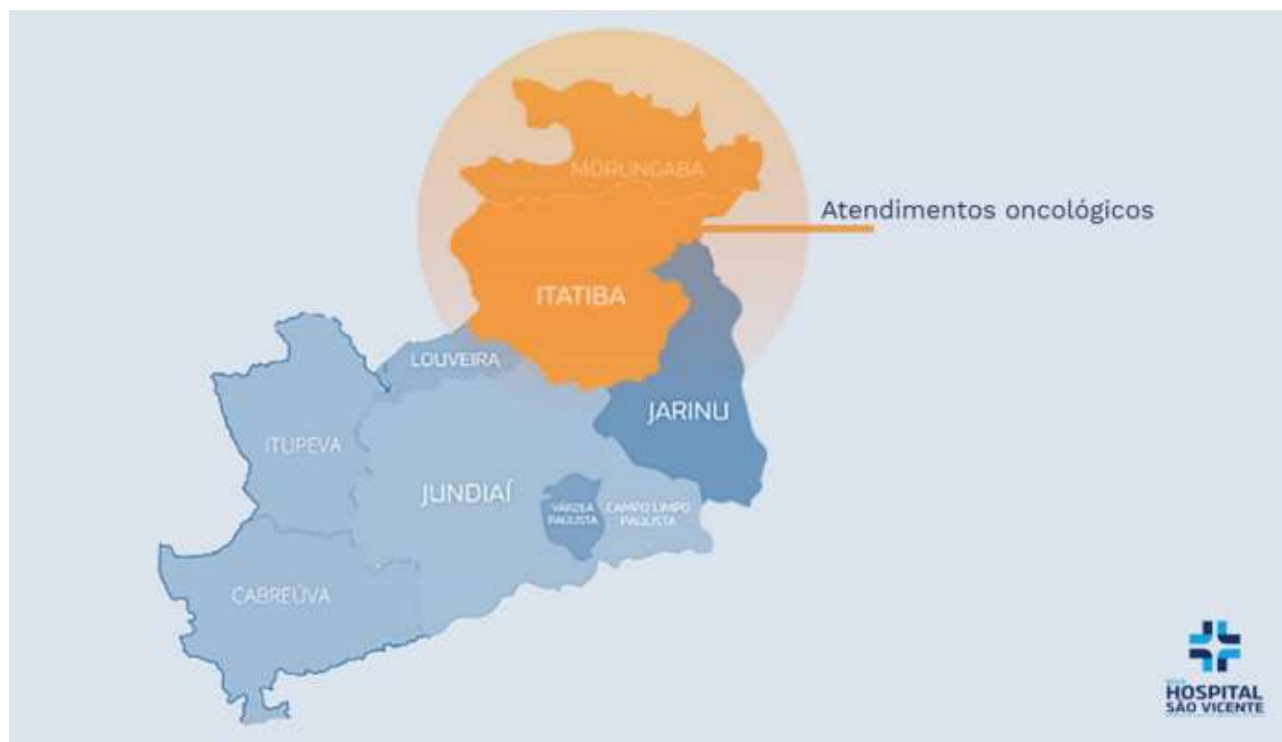 MORUNGABA
Atendimentos oncológicos
ITATIBA
LOUVEIRA
JARINU
ITUPEVA
JUNDIAÍ
VÁRZEA
PAULISTA
CAMPO LIMPO
PAULISTA
CABREÚVA
HOSPITAL
SÃO VICENTE